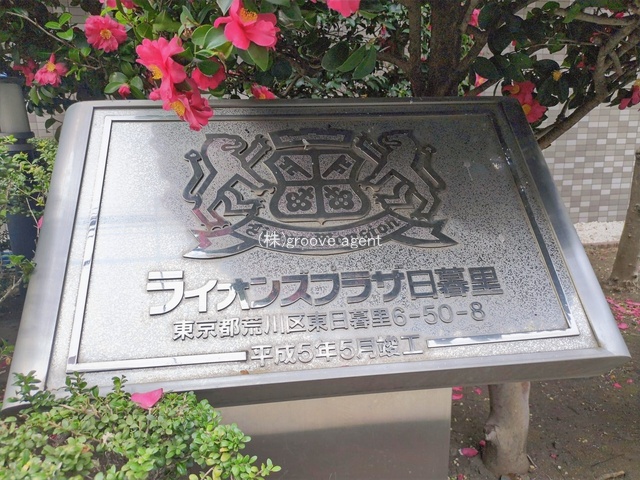 (株)groove agent
ライオンズプラザ日暮里
東京都荒川区東日暮里6-50-8
平成5年5月竣工